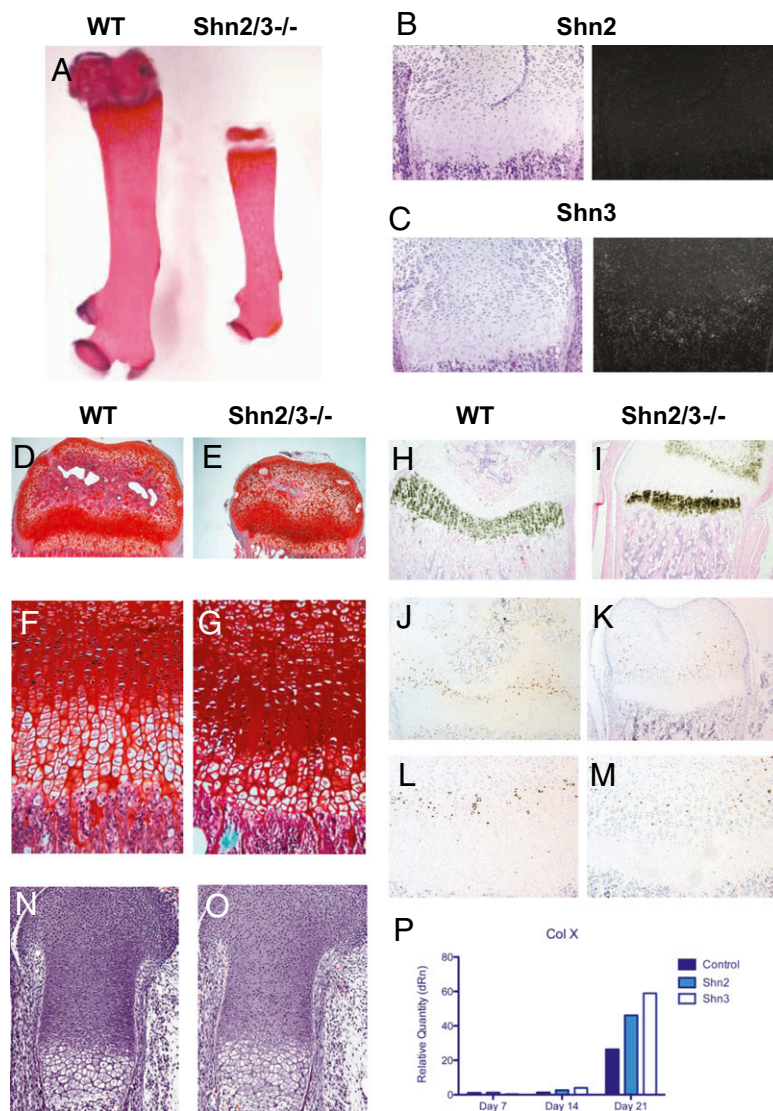 WT Shn2/3-/-
A
B Shn2
C Shn3
WT Shn2/3-/-
WT Shn2/3-/-
D
E
H
I
F
G
J
K
L
M
N
O
P
Col X
Relative Quantity (dRn)
80
60
40
20
0
Day 7 Day 14 Day 21
Control
Shn2
Shn3